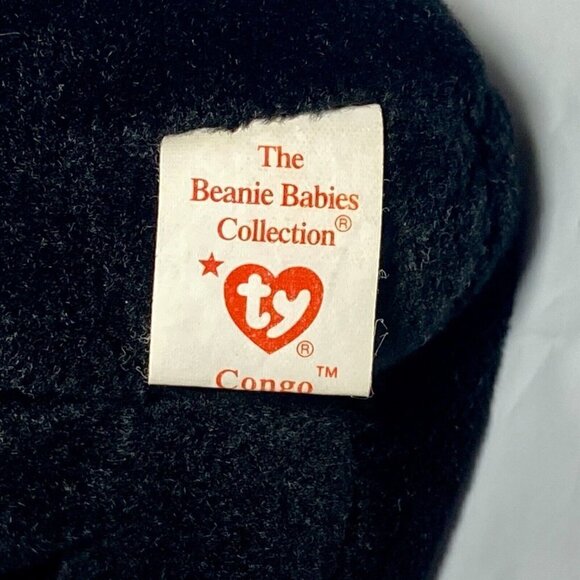 The
Beanie Babies
Collection®
ty
®
Congo™